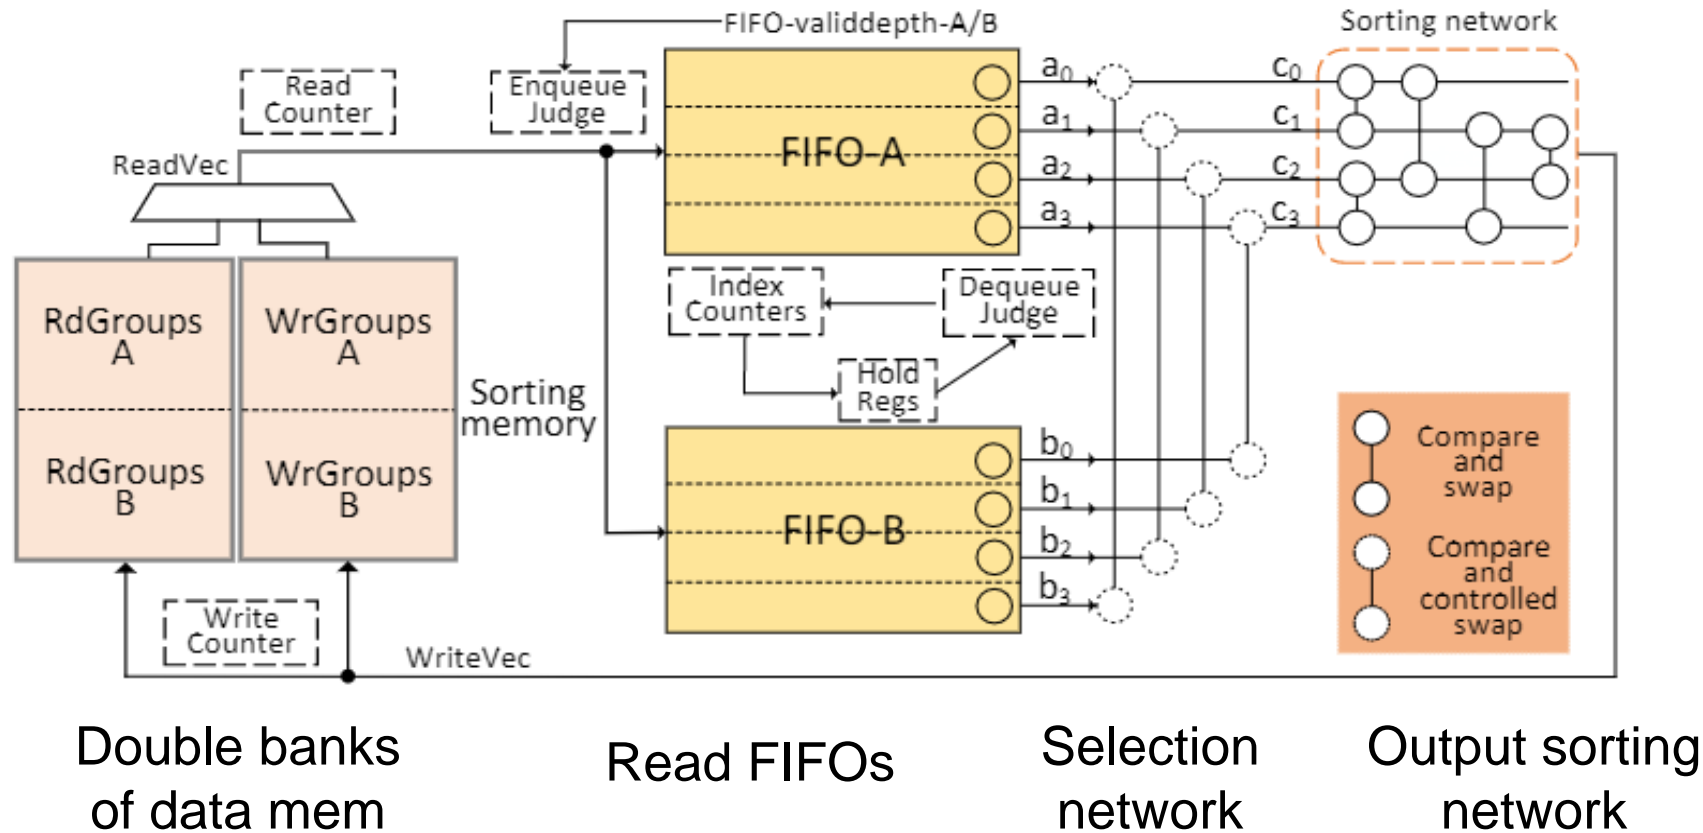 FIFO-validdepth-A/B
Sorting network
Read
Counter
Enqueue
Judge
ReadVec
FIFO-A
a0
a1
a2
a3
c0
c1
c2
c3
RdGroups
A
WrGroups
A
RdGroups
B
WrGroups
B
Sorting
memory
Index
Counters
Dequeue
Judge
Hold
Regs
FIFO-B
b0
b1
b2
b3
Compare
and
swap
Compare
and
controlled
swap
Write
Counter
WriteVec
Double banks
of data mem
Read FIFOs
Selection
network
Output sorting
network